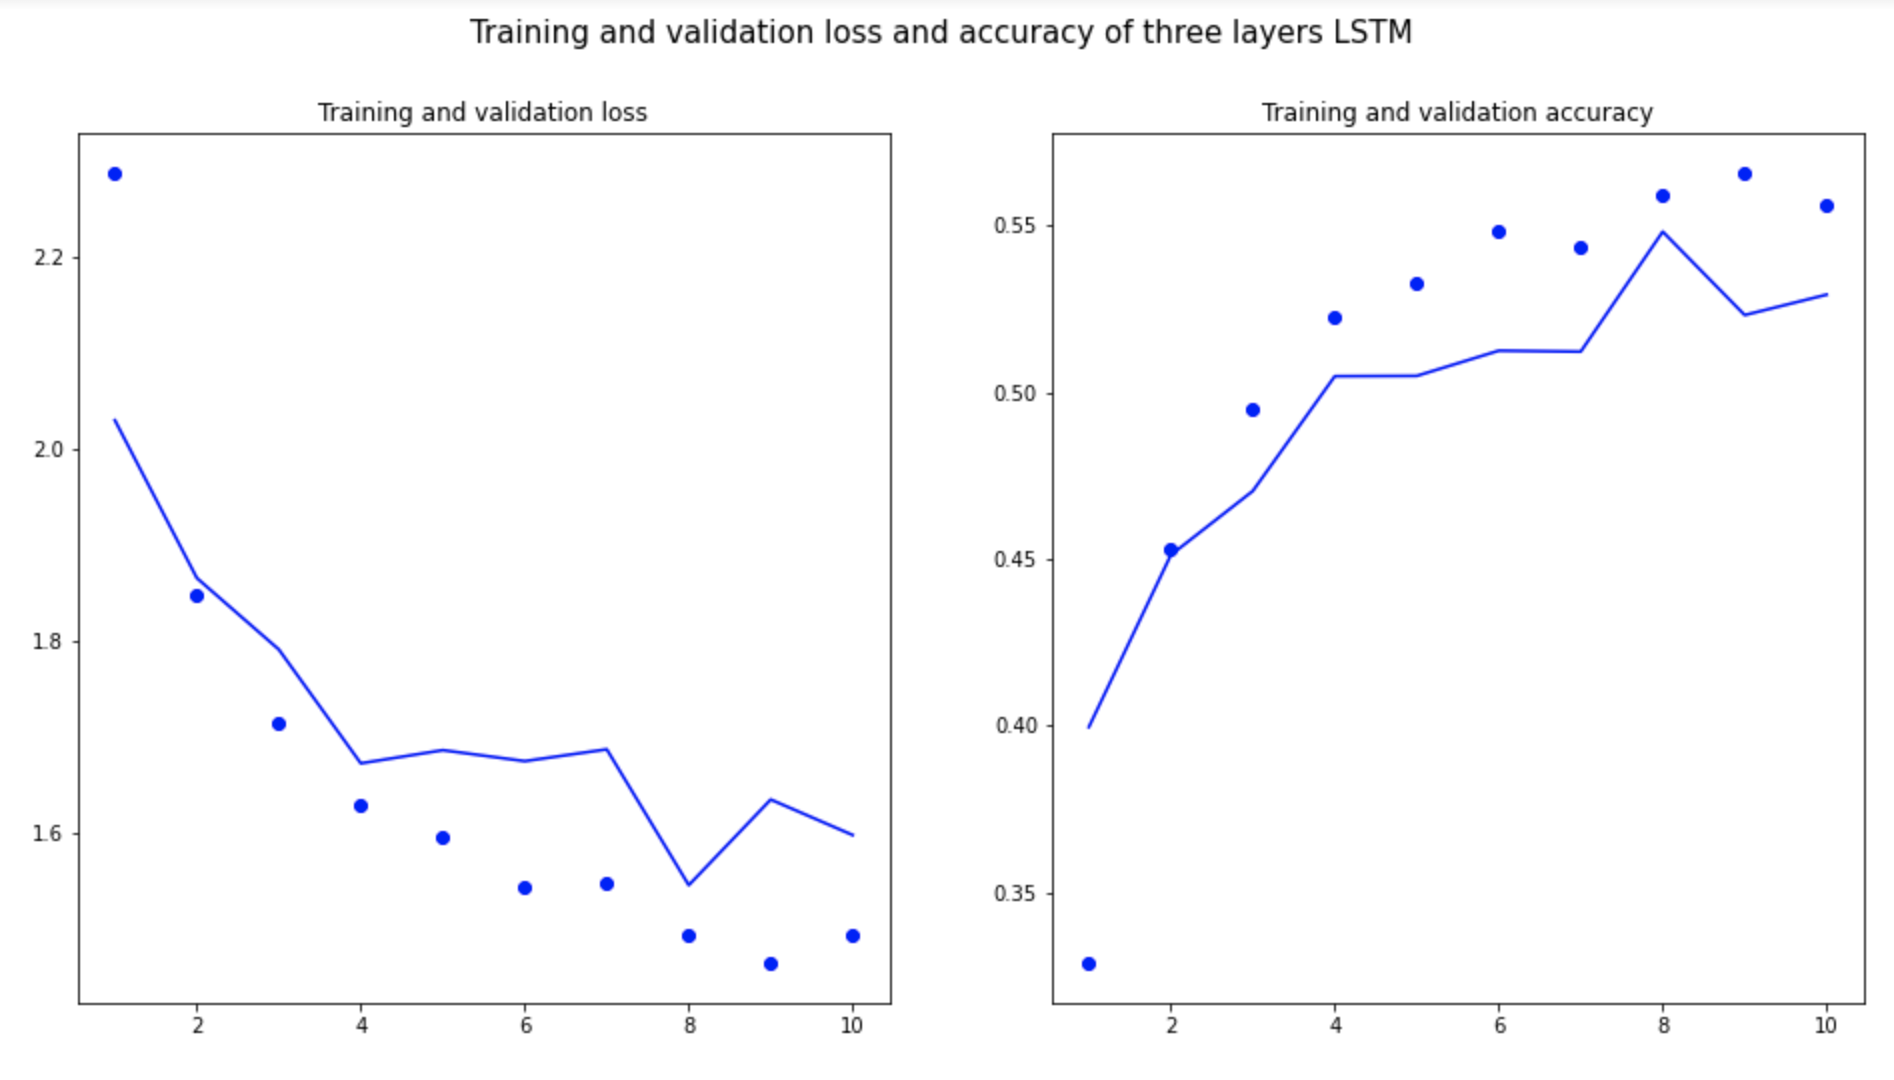 Training and validation loss and accuracy of three layers LSTM
Training and validation loss
2.2
2.0
1.8
1.6
2 4 6 8 10
Training and validation accuracy
0.55
0.50
0.45
0.40
0.35
2 4 6 8 10